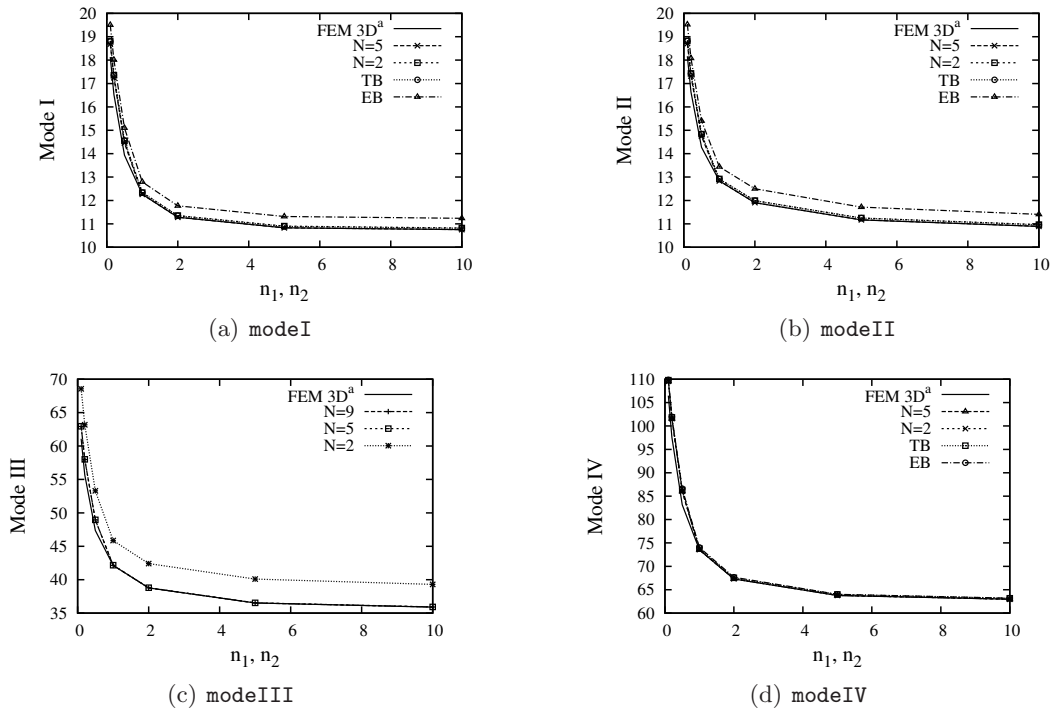 20
19
18
17
16
15
14
13
12
11
10
0 2 4 6 8 10
Mode I
n1, n2
FEM 3Da
N=5
N=2
TB
EB
(a) modeI
20
19
18
17
16
15
14
13
12
11
10
0 2 4 6 8 10
Mode II
n1, n2
FEM 3Da
N=5
N=2
TB
EB
(b) modeII
70
65
60
55
50
45
40
35
0 2 4 6 8 10
Mode III
n1, n2
FEM 3Da
N=9
N=5
N=2
(c) modeIII
110
105
100
95
90
85
80
75
70
65
60
0 2 4 6 8 10
Mode IV
n1, n2
FEM 3Da
N=5
N=2
TB
EB
(d) modeIV